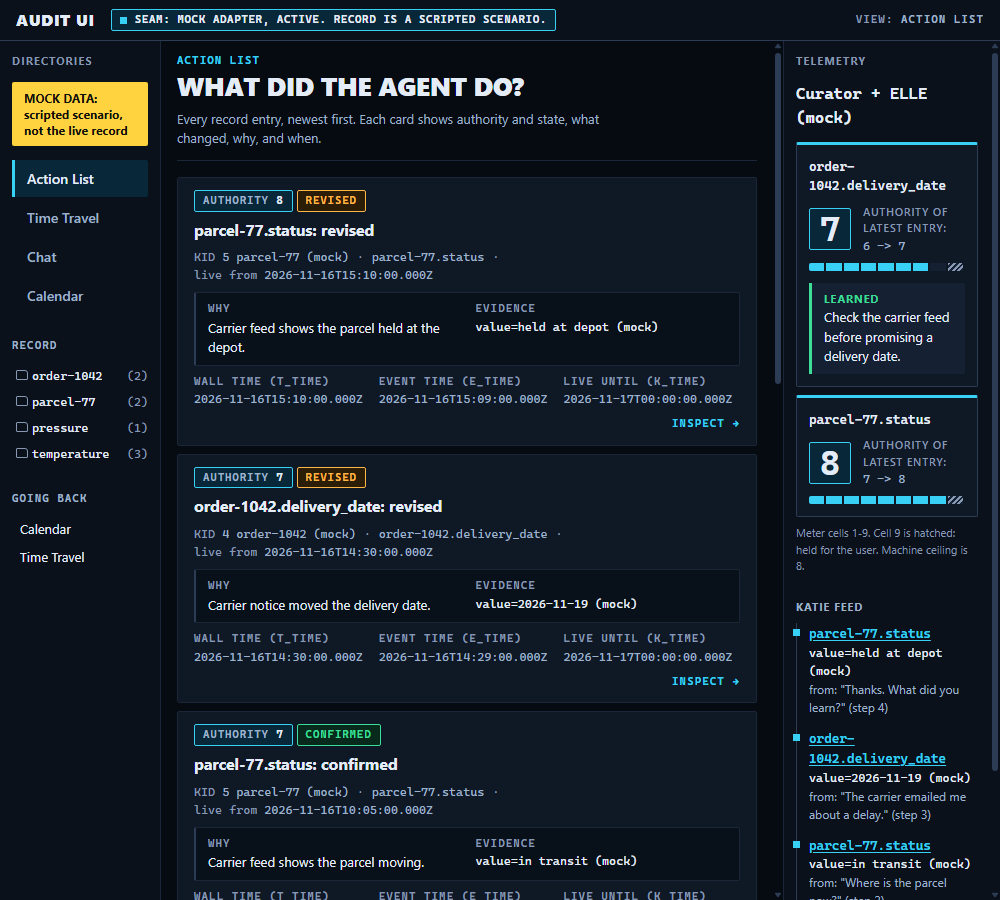 AUDIT UI
SEAM: MOCK ADAPTER, ACTIVE. RECORD IS A SCRIPTED SCENARIO.
VIEW: ACTION LIST
DIRECTORIES
MOCK DATA:
scripted scenario,
not the live record
Action List
Time Travel
Chat
Calendar
RECORD
order-1042 (2)
parcel-77 (2)
pressure (1)
temperature (3)
GOING BACK
Calendar
Time Travel
ACTION LIST
WHAT DID THE AGENT DO?
Every record entry, newest first. Each card shows authority and state, what
changed, why, and when.
AUTHORITY 8 REVISED
parcel-77.status: revised
KID 5 parcel-77 (mock) · parcel-77.status ·
live from 2026-11-16T15:10:00.000Z
WHY
Carrier feed shows the parcel held at the
depot.
EVIDENCE
value=held at depot (mock)
WALL TIME (T_TIME) EVENT TIME (E_TIME) LIVE UNTIL (K_TIME)
2026-11-16T15:10:00.000Z 2026-11-16T15:09:00.000Z 2026-11-17T00:00:00.000Z
INSPECT →
AUTHORITY 7 REVISED
order-1042.delivery_date: revised
KID 4 order-1042 (mock) · order-1042.delivery_date ·
live from 2026-11-16T14:30:00.000Z
WHY
Carrier notice moved the delivery date.
EVIDENCE
value=2026-11-19 (mock)
WALL TIME (T_TIME) EVENT TIME (E_TIME) LIVE UNTIL (K_TIME)
2026-11-16T14:30:00.000Z 2026-11-16T14:29:00.000Z 2026-11-17T00:00:00.000Z
INSPECT →
AUTHORITY 7 CONFIRMED
parcel-77.status: confirmed
KID 5 parcel-77 (mock) · parcel-77.status ·
live from 2026-11-16T10:05:00.000Z
WHY
Carrier feed shows the parcel moving.
EVIDENCE
value=in transit (mock)
WALL TIME (T_TIME) EVENT TIME (E_TIME) LIVE UNTIL (K_TIME)
TELEMETRY
Curator + ELLE
(mock)
order-
1042.delivery_date
7
AUTHORITY OF
LATEST ENTRY:
6 -> 7
LEARNED
Check the carrier feed
before promising a
delivery date.
parcel-77.status
8
AUTHORITY OF
LATEST ENTRY:
7 -> 8
Meter cells 1-9. Cell 9 is hatched:
held for the user. Machine ceiling is
8.
KATIE FEED
parcel-77.status
value=held at depot
(mock)
from: "Thanks. What did you
learn?" (step 4)
order-
1042.delivery_date
value=2026-11-19 (mock)
from: "The carrier emailed me
about a delay." (step 3)
parcel-77.status
value=in transit (mock)
from: "Where is the parcel
now?" (step 2)